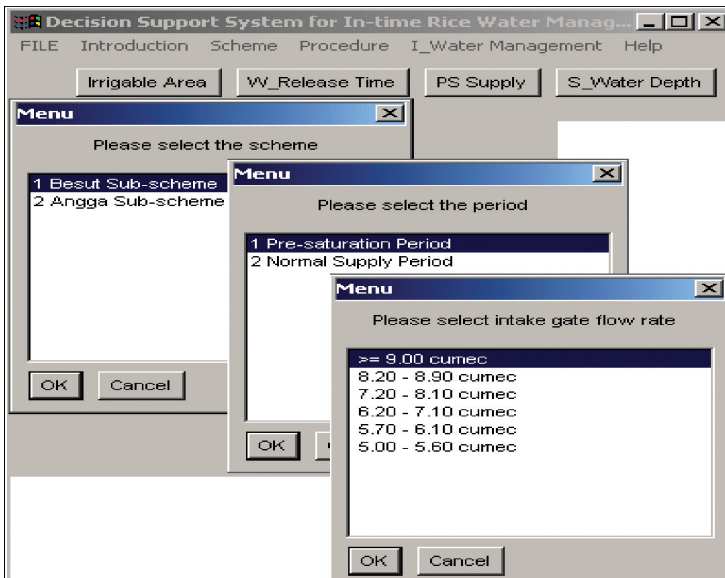 Decision Support System for In-time Rice Water Manag...
FILE Introduction Scheme Procedure I_Water Management Help
Irrigable Area W_Release Time PS Supply S_Water Depth
Menu
Please select the scheme
1 Besut Sub-scheme
2 Angga Sub-scheme
OK Cancel
Menu
Please select the period
1 Pre-saturation Period
2 Normal Supply Period
OK
Menu
Please select intake gate flow rate
>= 9.00 cumec
8.20 - 8.90 cumec
7.20 - 8.10 cumec
6.20 - 7.10 cumec
5.70 - 6.10 cumec
5.00 - 5.60 cumec
OK Cancel